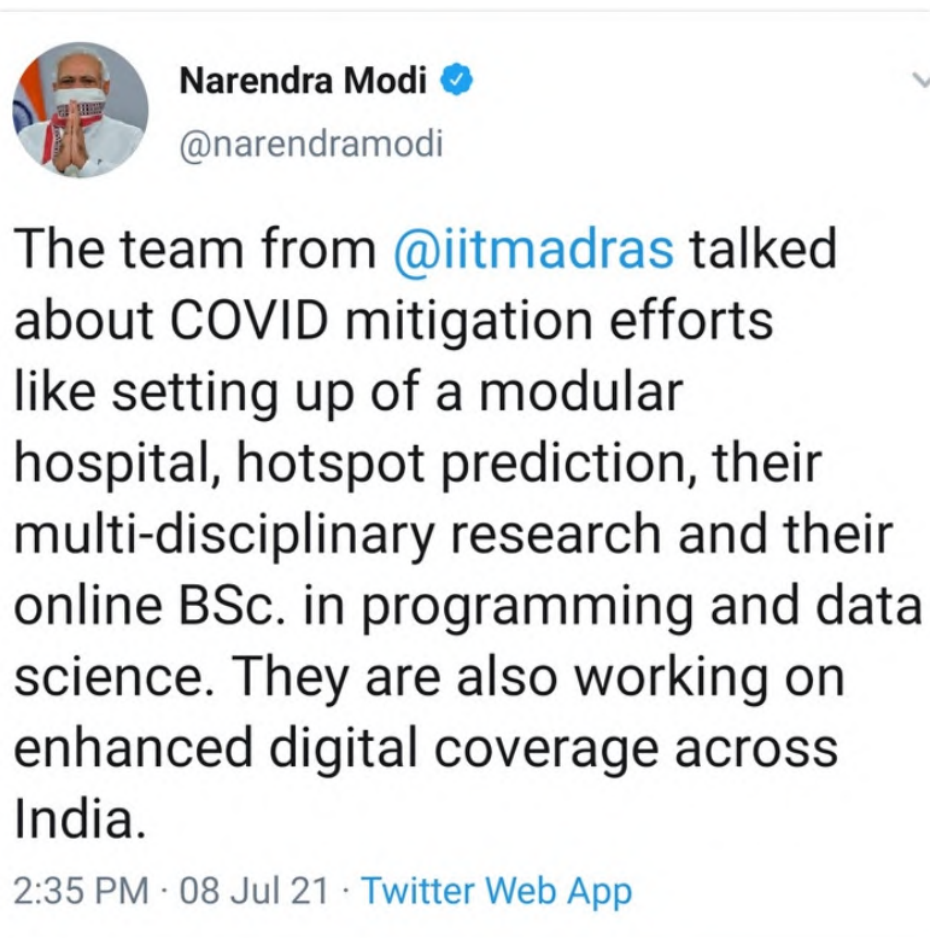 Narendra Modi
@narendramodi
The team from @iitmadras talked
about COVID mitigation efforts
like setting up of a modular
hospital, hotspot prediction, their
multi-disciplinary research and their
online BSc. in programming and data
science. They are also working on
enhanced digital coverage across
India.
2:35 PM · 08 Jul 21 · Twitter Web App